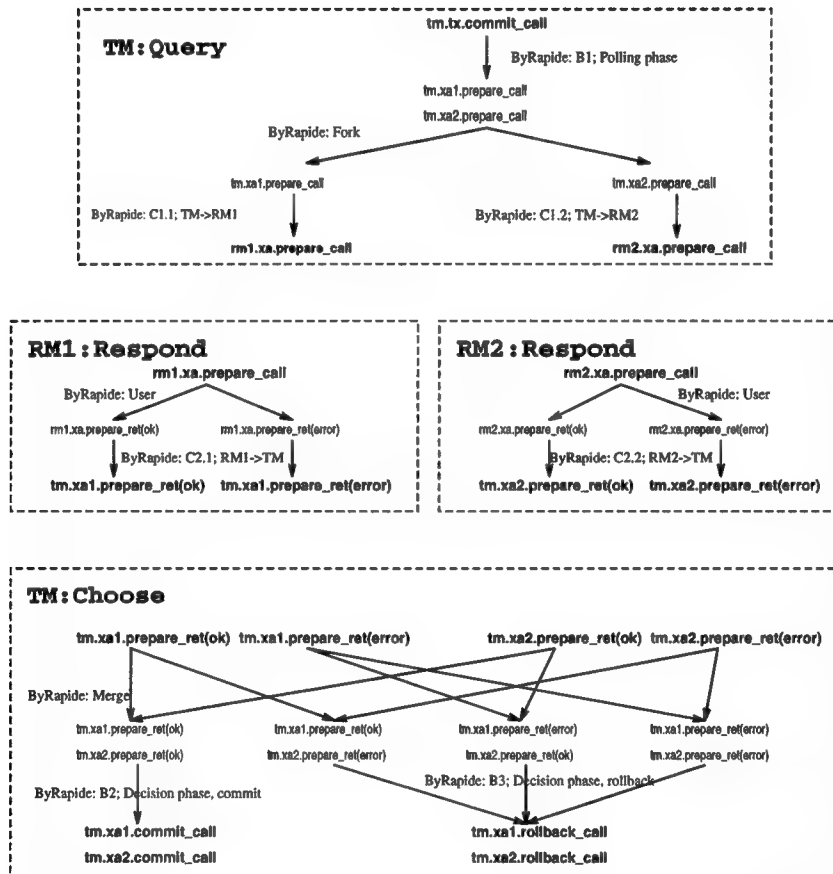 TM:Query
tm.tx.commit_call
ByRapide: B1; Polling phase
tm.xa1.prepare_call
tm.xa2.prepare_call
ByRapide: Fork
tm.xa1.prepare_call
tm.xa2.prepare_call
ByRapide: C1.1; TM->RM1
ByRapide: C1.2; TM->RM2
rm1.xa.prepare_call
rm2.xa.prepare_call
RM1:Respond
rm1.xa.prepare_call
ByRapide: User
rm1.xa.prepare_ret(ok)
rm1.xa.prepare_ret(error)
ByRapide: C2.1; RM1->TM
tm.xa1.prepare_ret(ok)
tm.xa1.prepare_ret(error)
RM2:Respond
rm2.xa.prepare_call
ByRapide: User
rm2.xa.prepare_ret(ok)
rm2.xa.prepare_ret(error)
ByRapide: C2.2; RM2->TM
tm.xa2.prepare_ret(ok)
tm.xa2.prepare_ret(error)
TM:Choose
tm.xa1.prepare_ret(ok)
tm.xa1.prepare_ret(error)
tm.xa2.prepare_ret(ok)
tm.xa2.prepare_ret(error)
ByRapide: Merge
tm.xa1.prepare_ret(ok)
tm.xa2.prepare_ret(ok)
tm.xa1.prepare_ret(ok)
tm.xa2.prepare_ret(error)
tm.xa1.prepare_ret(error)
tm.xa2.prepare_ret(ok)
tm.xa1.prepare_ret(error)
tm.xa2.prepare_ret(error)
ByRapide: B2; Decision phase, commit
ByRapide: B3; Decision phase, rollback
tm.xa1.commit_call
tm.xa2.commit_call
tm.xa1.rollback_call
tm.xa2.rollback_call